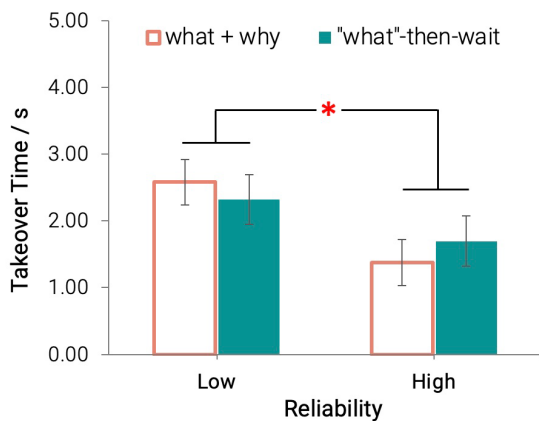 5.00
what + why
"what"-then-wait
4.00
*
3.00
2.00
1.00
0.00
Takeover Time / s
Low
High
Reliability